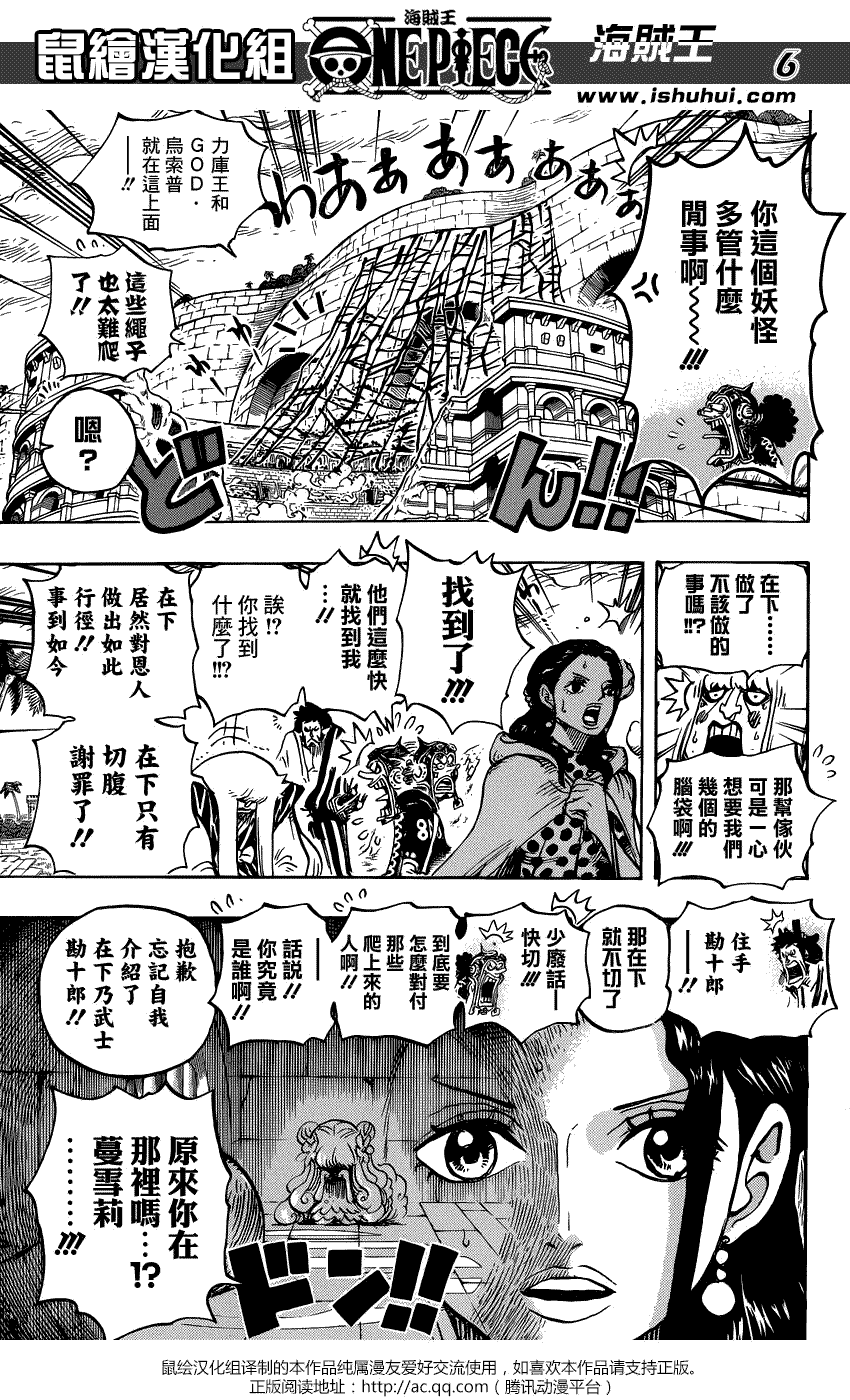 鼠繪漢化組
海賊王
ONE PIECE
海賊王
6
www.ishuhui.com
你這個妖怪
多管什麼
閒事啊～～!!!
わあぁあぁあぁ
力庫王和
GOD·
烏索普
就在這上面
——!!
這些繩子
也太難爬
了!!
嗯？
どん!!
在下……
做了
不該做的
事嗎!!?
那幫傢伙
可是一心
想要我們
幾個的
腦袋啊!!!
找到了!!!
他們這麼快
就找到我
…!!
誒!?
你找到
什麼了!!?
在下
居然對恩人
做出如此
行徑!!
事到如今
在下只有
切腹
謝罪了!!
8
住手
勘十郎
——
那在下
就不切了
少廢話—
快切!!
到底要
怎麼對付
那些
爬上來的
人啊!!
——
話說!!
你究竟
是誰啊!!
抱歉
忘記自我
介紹了
在下乃武士
勘十郎!!
原來你在
那裡嗎…!?
蔓雪莉
………!!!
ドン!!
鼠绘汉化组译制的本作品纯属漫友爱好交流使用，如喜欢本作品请支持正版。
正版阅读地址：http://ac.qq.com（腾讯动漫平台）